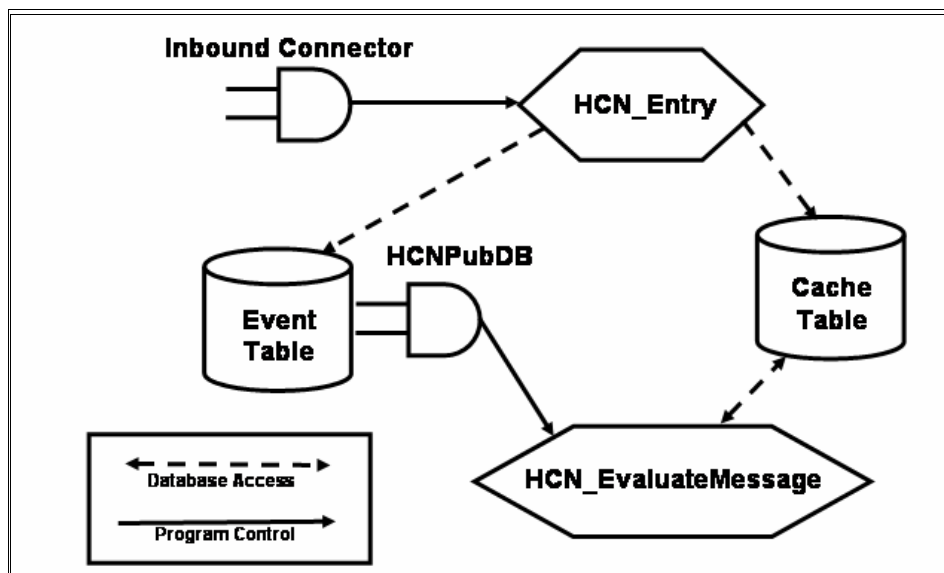 Inbound Connector
HCN_Entry
HCNPubDB
Event
Table
Cache
Table
HCN_EvaluateMessage
Database Access
Program Control